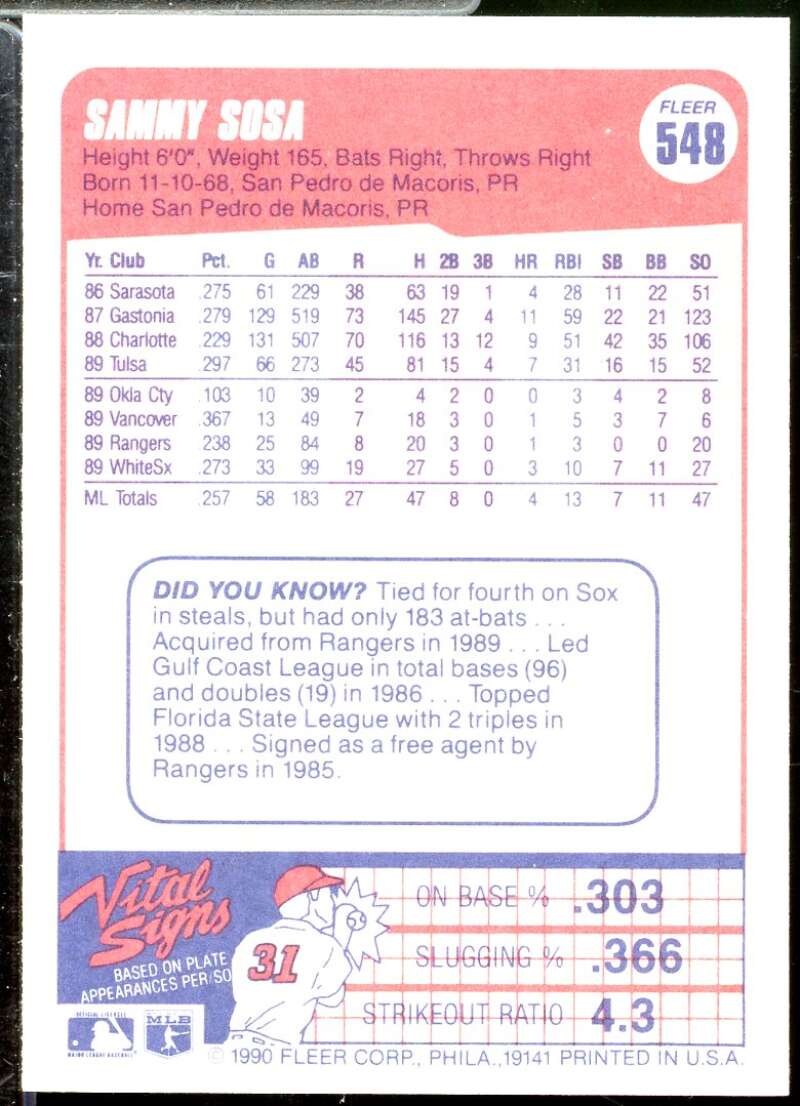 SAMMY SOSA
FLEER
548
Height 6'0", Weight 165, Bats Right, Throws Right
Born 11-10-68, San Pedro de Macoris, PR
Home San Pedro de Macoris, PR
Yr. Club Pct. G AB R H 2B 3B HR RBI SB BB SO
86 Sarasota .275 61 229 38 63 19 1 4 28 11 22 51
87 Gastonia .279 129 519 73 145 27 4 11 59 22 21 123
88 Charlotte .229 131 507 70 116 13 12 9 51 42 35 106
89 Tulsa .297 66 273 45 81 15 4 7 31 16 15 52
89 Okla Cty .103 10 39 2 4 2 0 0 3 4 2 8
89 Vancover .367 13 49 7 18 3 0 1 5 3 7 6
89 Rangers .238 25 84 8 20 3 0 1 3 0 0 20
89 WhiteSx .273 33 99 19 27 5 0 3 10 7 11 27
ML Totals .257 58 183 27 47 8 0 4 13 7 11 47
DID YOU KNOW? Tied for fourth on Sox
in steals, but had only 183 at-bats . . .
Acquired from Rangers in 1989 . . . Led
Gulf Coast League in total bases (96)
and doubles (19) in 1986 . . . Topped
Florida State League with 2 triples in
1988 . . . Signed as a free agent by
Rangers in 1985.
Vital
Signs
BASED ON PLATE
APPEARANCES PER/SO
31
ON BASE % .303
SLUGGING % .366
STRIKEOUT RATIO 4.3
OFFICIAL LICENSEE
MAJOR LEAGUE BASEBALL
MLB
© 1990 FLEER CORP., PHILA.,19141 PRINTED IN U.S.A.